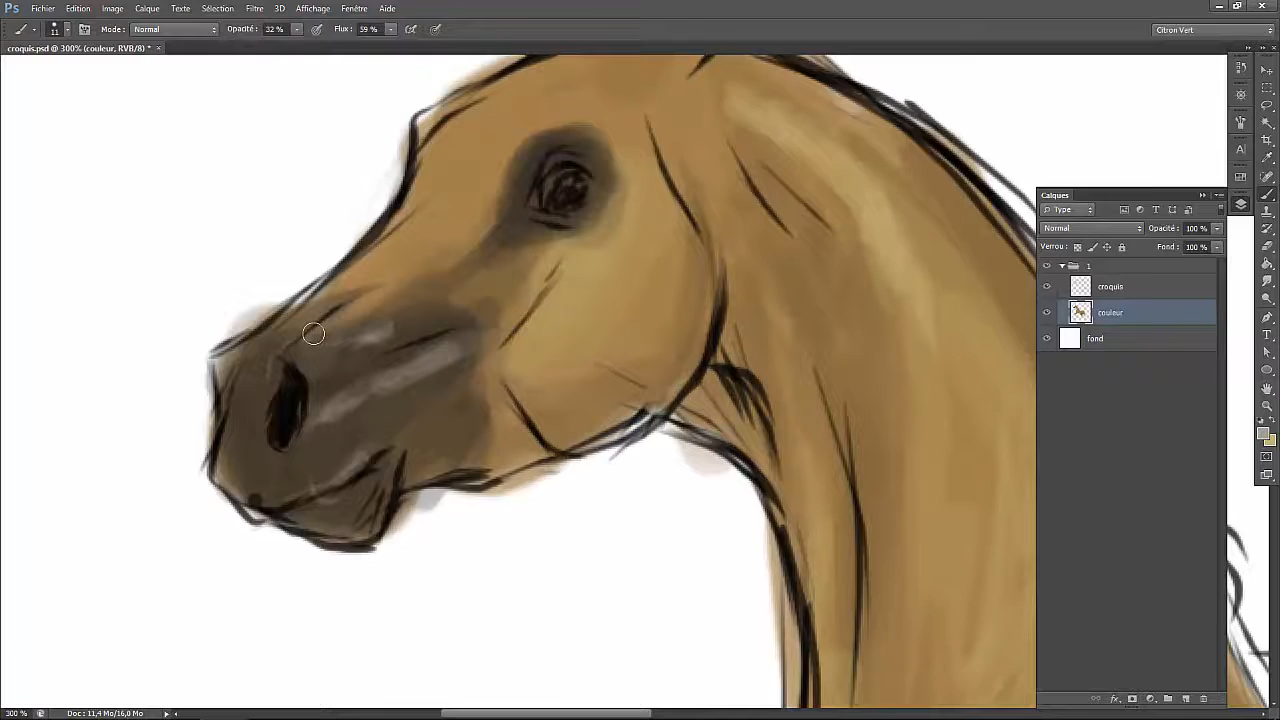 Ps Fichier Edition Image Calque Texte Sélection Filtre 3D Affichage Fenêtre Aide
11 Mode : Normal Opacité : 32 % Flux : 59 % Citron Vert
croquis.psd @ 300% (couleur, RVB/8) * ×
Calques
Type
Normal Opacité : 100 %
Verrou : Fond : 100 %
1
croquis
couleur
fond
300 % Doc : 11,4 Mo/16,0 Mo